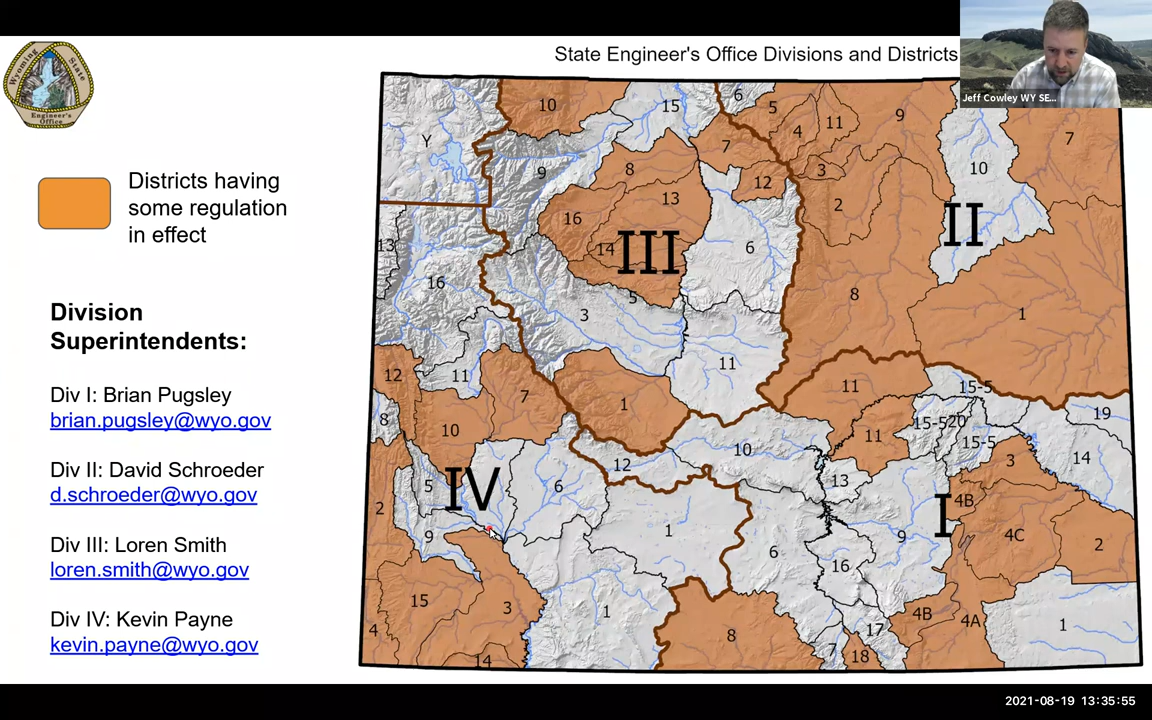 State Engineer's Office Divisions and Districts
Jeff Cowley WY SE...
Wyoming State
Engineer's
Office
Districts having
some regulation
in effect
Division
Superintendents:
Div I: Brian Pugsley
brian.pugsley@wyo.gov
Div II: David Schroeder
d.schroeder@wyo.gov
Div III: Loren Smith
loren.smith@wyo.gov
Div IV: Kevin Payne
kevin.payne@wyo.gov
10
15
6
5
4
11
9
7
Y
9
8
7
3
10
13
12
2
16
14
III
6
II
13
16
5
3
8
1
11
12
11
7
1
11
15-5
8
10
11
15-5
20
15-5
19
12
10
3
14
5
IV
6
13
4B
I
2
9
1
6
9
4C
2
16
15
3
1
4
14
8
7
17
18
4B
4A
1
2021-08-19 13:35:55